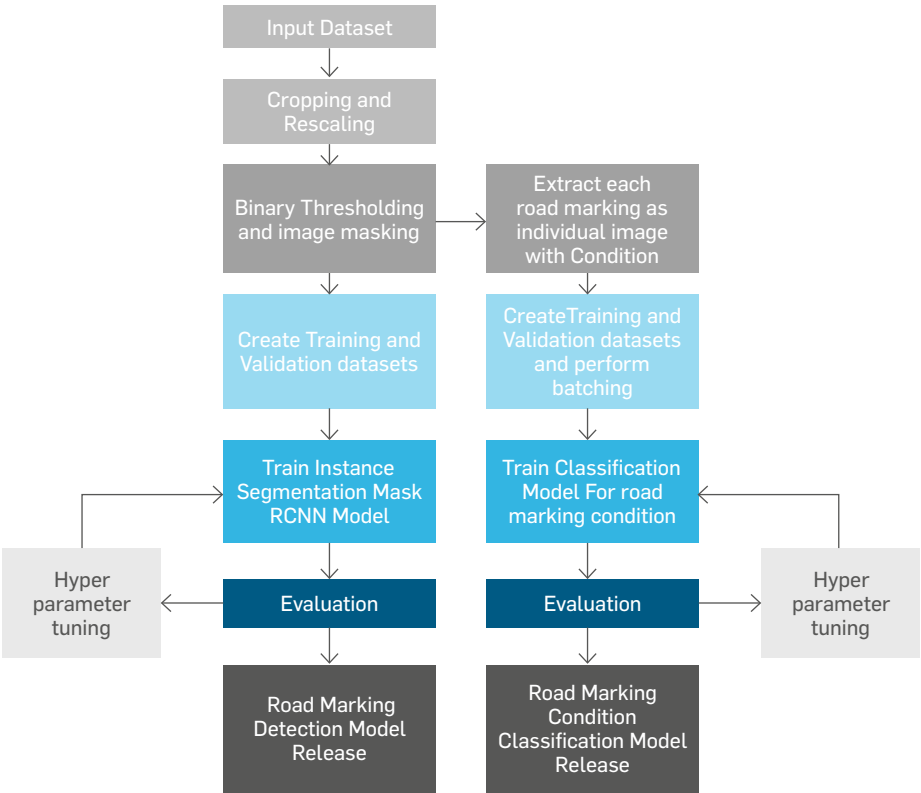 Input Dataset
Cropping and
Rescaling
Binary Thresholding
and image masking
Extract each
road marking as
individual image
with Condition
Create Training and
Validation datasets
CreateTraining and
Validation datasets
and perform
batching
Train Instance
Segmentation Mask
RCNN Model
Train Classification
Model For road
marking condition
Hyper
parameter
tuning
Evaluation
Evaluation
Hyper
parameter
tuning
Road Marking
Detection Model
Release
Road Marking
Condition
Classification Model
Release